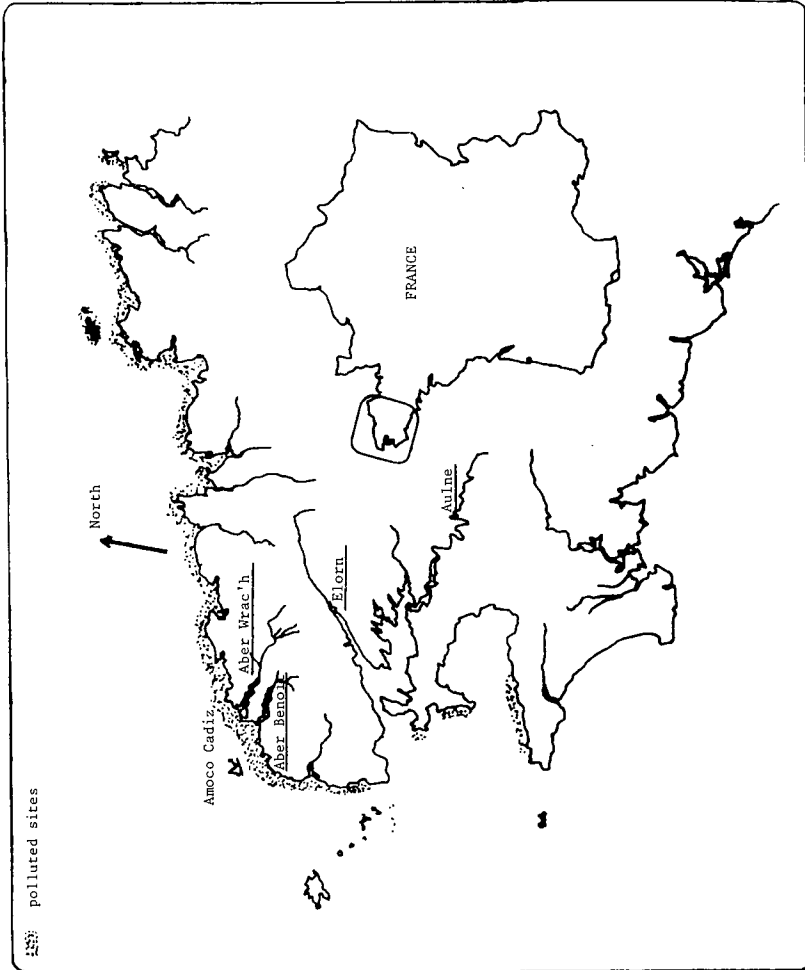 polluted sites
North
FRANCE
Amoco Cadiz
Aber Wrac'h
Aber Benoit
Elorn
Aulne